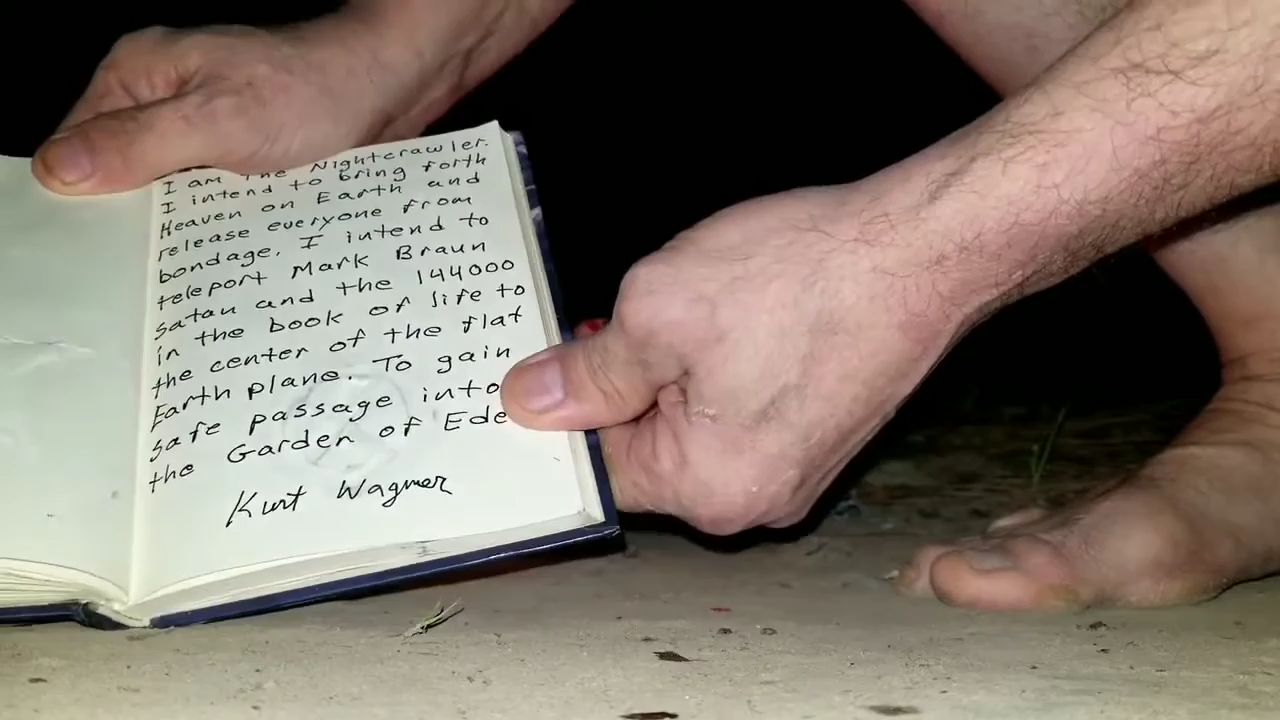 I am the Nightcrawler.
I intend to bring forth
Heaven on Earth and
release everyone from
bondage. I intend to
teleport Mark Braun
satan and the 144000
in the book of life to
the center of the flat
Earth plane. To gain
safe passage into
the Garden of Ede
Kurt Wagner